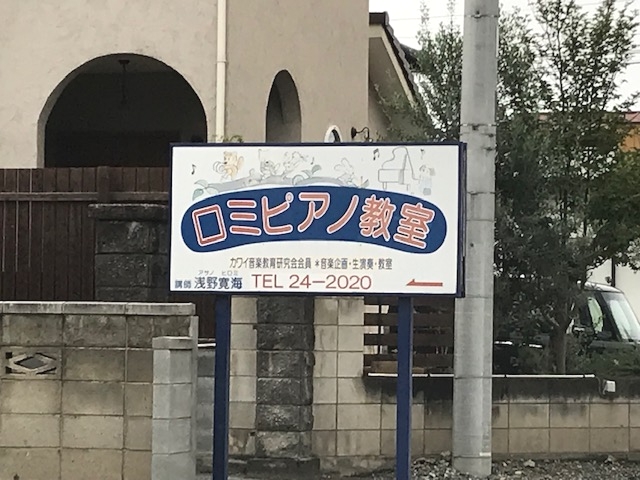 ロミピアノ教室
カワイ音楽教育研究会会員 *音楽企画・生演奏・教室
アサノ ヒロミ
講師 浅野寛海 TEL 24-2020